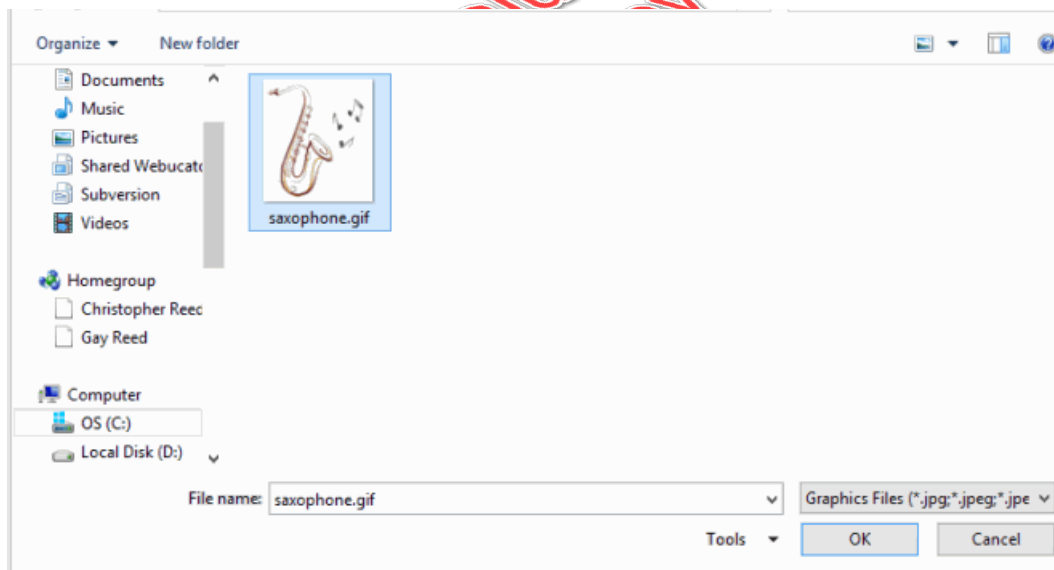 Organize New folder
Documents
Music
Pictures
Shared Webucato
Subversion
Videos
Homegroup
Christopher Reed
Gay Reed
Computer
OS (C:)
Local Disk (D:)
saxophone.gif
File name: saxophone.gif Graphics Files (*.jpg;*.jpeg;*.jpe
Tools OK Cancel